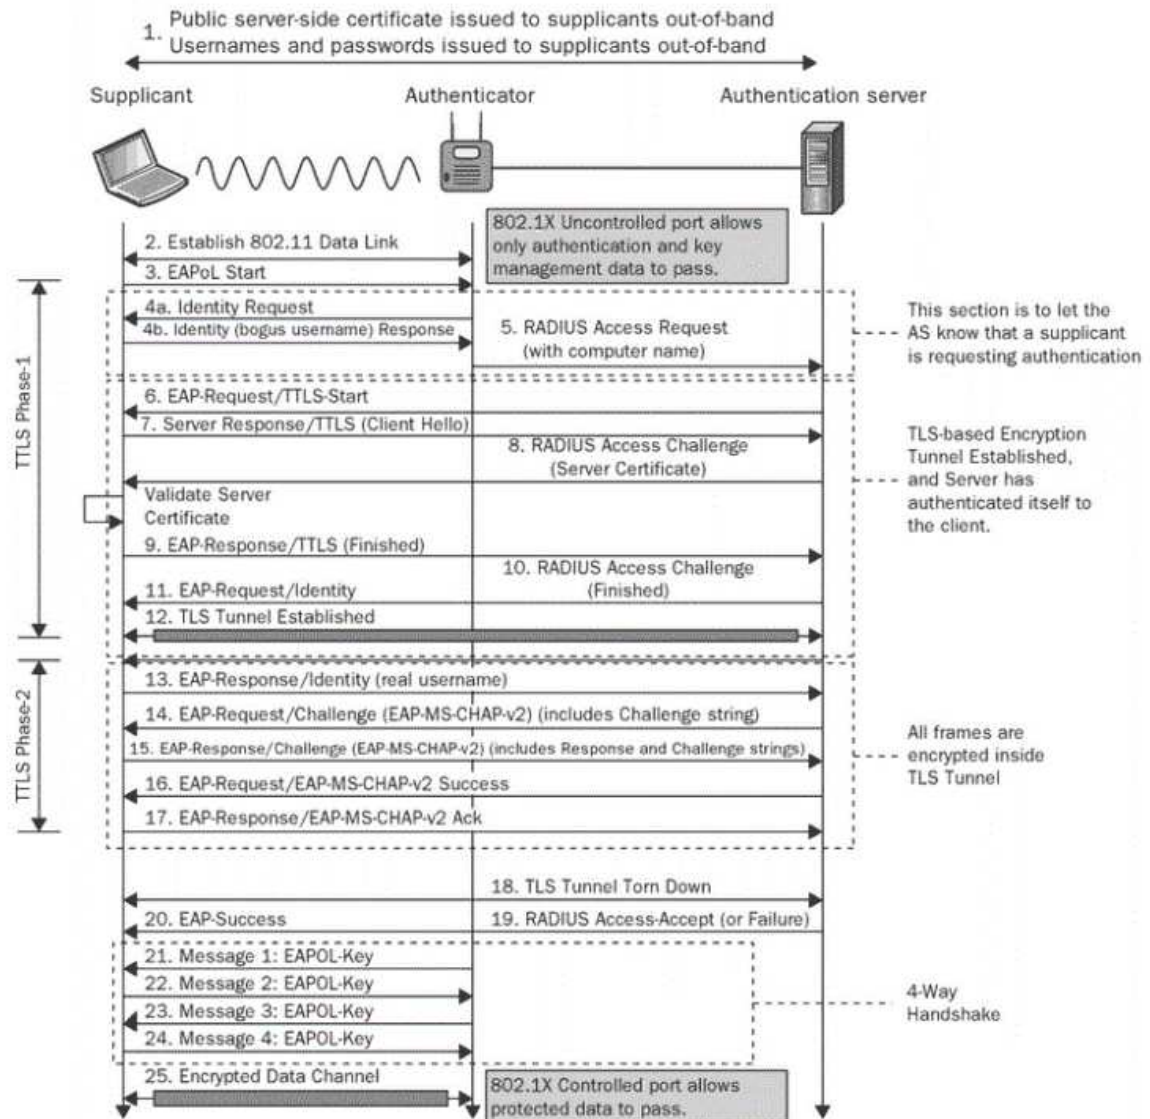 1. Public server-side certificate issued to supplicants out-of-band
Usernames and passwords issued to supplicants out-of-band
Supplicant
Authenticator
Authentication server
802.1X Uncontrolled port allows
only authentication and key
management data to pass.
2. Establish 802.11 Data Link
3. EAPoL Start
TTLS Phase-1
4a. Identity Request
4b. Identity (bogus username) Response
5. RADIUS Access Request
(with computer name)
This section is to let the
AS know that a supplicant
is requesting authentication
6. EAP-Request/TTLS-Start
7. Server Response/TTLS (Client Hello)
8. RADIUS Access Challenge
(Server Certificate)
TLS-based Encryption
Tunnel Established,
and Server has
authenticated itself to
the client.
Validate Server
Certificate
9. EAP-Response/TTLS (Finished)
10. RADIUS Access Challenge
(Finished)
11. EAP-Request/Identity
12. TLS Tunnel Established
TTLS Phase-2
13. EAP-Response/Identity (real username)
14. EAP-Request/Challenge (EAP-MS-CHAP-v2) (includes Challenge string)
15. EAP-Response/Challenge (EAP-MS-CHAP-v2) (includes Response and Challenge strings)
16. EAP-Request/EAP-MS-CHAP-v2 Success
17. EAP-Response/EAP-MS-CHAP-v2 Ack
All frames are
encrypted inside
TLS Tunnel
18. TLS Tunnel Torn Down
20. EAP-Success
19. RADIUS Access-Accept (or Failure)
21. Message 1: EAPOL-Key
22. Message 2: EAPOL-Key
23. Message 3: EAPOL-Key
24. Message 4: EAPOL-Key
4-Way
Handshake
25. Encrypted Data Channel
802.1X Controlled port allows
protected data to pass.